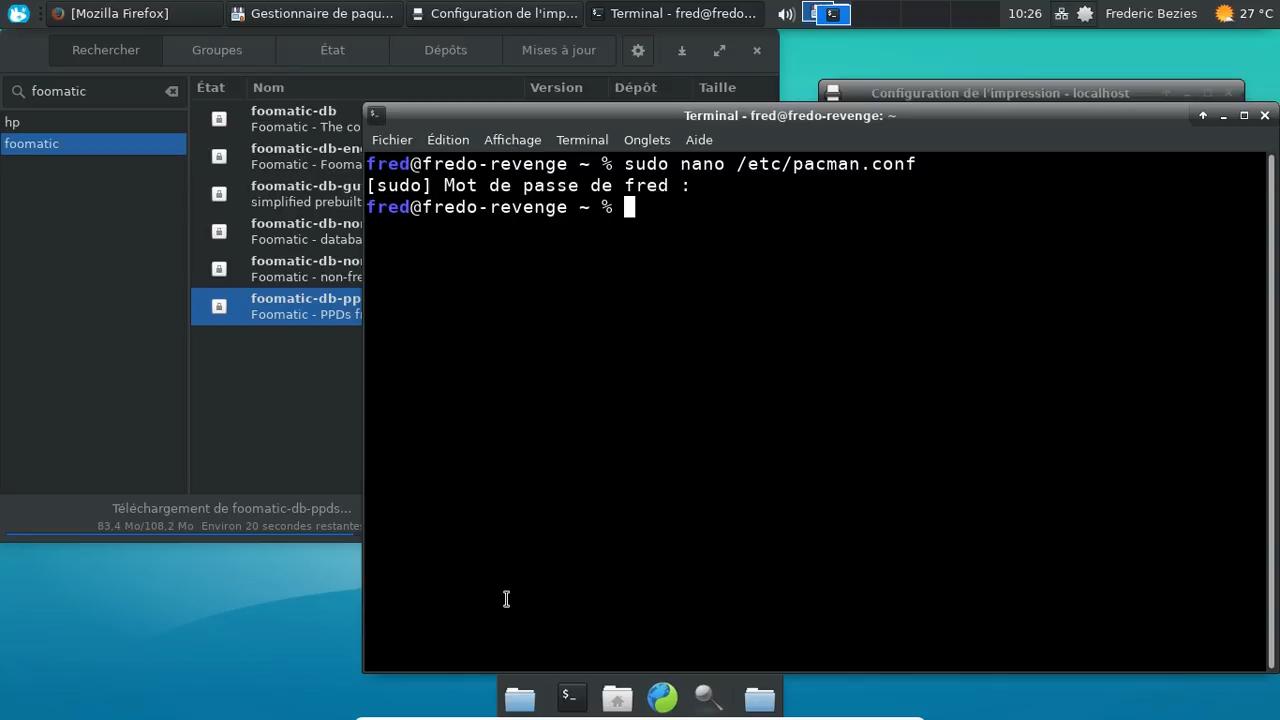 [Mozilla Firefox]
Gestionnaire de paqu...
Configuration de l'imp...
Terminal - fred@fredo...
10:26
Frederic Bezies
27 °C
Rechercher
Groupes
État
Dépôts
Mises à jour
foomatic
État
Nom
Version
Dépôt
Taille
hp
foomatic
foomatic-db
Foomatic - The co
foomatic-db-en
Foomatic - Fooma
foomatic-db-gu
simplified prebuilt
foomatic-db-no
Foomatic - databa
foomatic-db-no
Foomatic - non-fre
foomatic-db-pp
Foomatic - PPDs f
Téléchargement de foomatic-db-ppds...
83,4 Mo/108,2 Mo Environ 20 secondes restante
Configuration de l'impression - localhost
Terminal - fred@fredo-revenge: ~
Fichier Édition Affichage Terminal Onglets Aide
fred@fredo-revenge ~ % sudo nano /etc/pacman.conf
[sudo] Mot de passe de fred :
fred@fredo-revenge ~ %